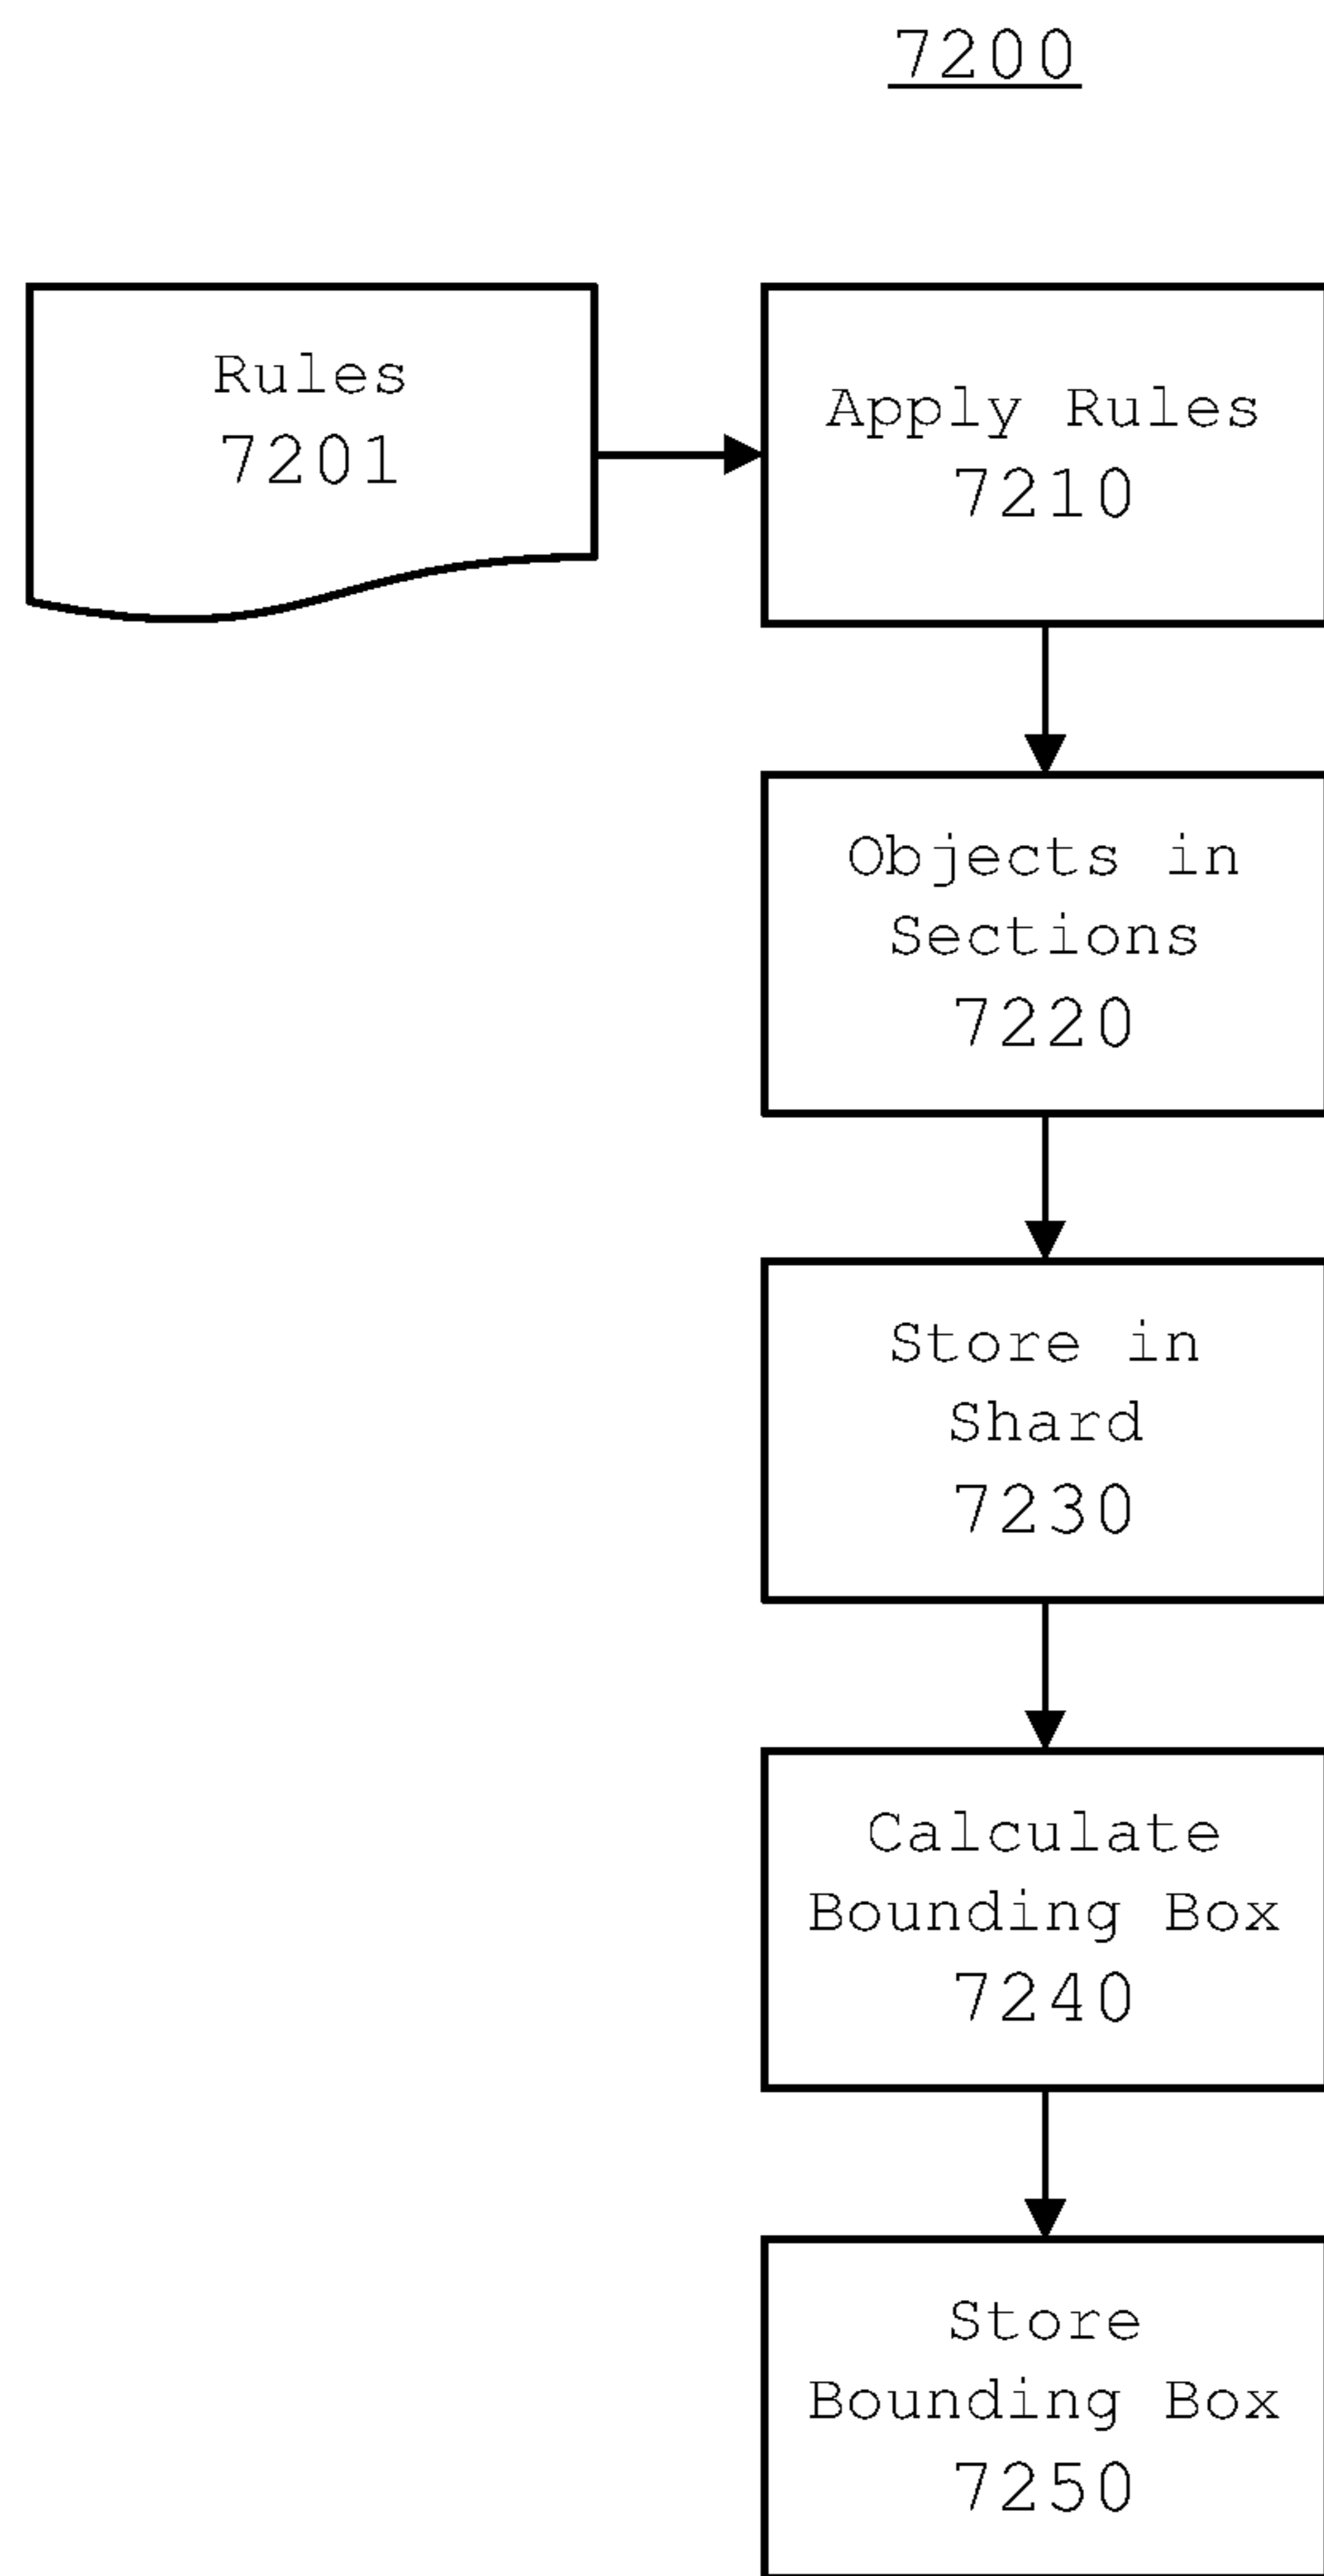 7200
Rules
7201
Apply Rules
7210
Objects in
Sections
7220
Store in
Shard
7230
Calculate
Bounding Box
7240
Store
Bounding Box
7250